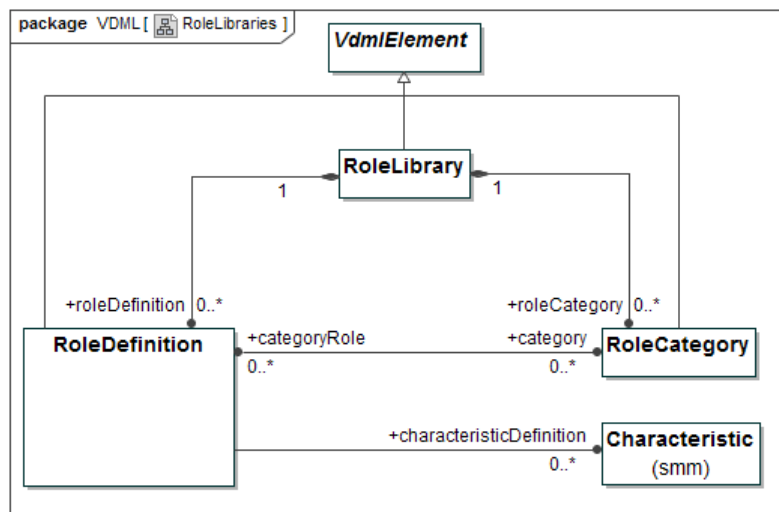 package VDML [ RoleLibraries ]
VdmlElement
RoleLibrary
1
1
+roleDefinition 0..*
+roleCategory 0..*
RoleDefinition
+categoryRole
0..*
+category
0..*
RoleCategory
+characteristicDefinition
0..*
Characteristic
(smm)